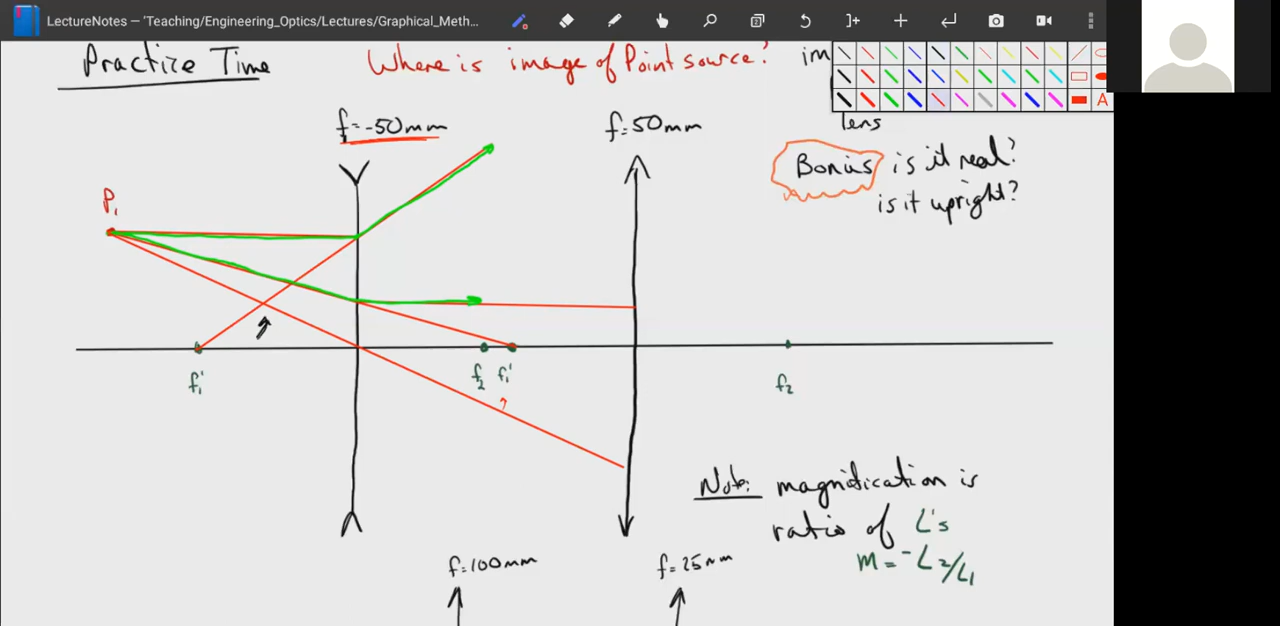 LectureNotes — 'Teaching/Engineering_Optics/Lectures/Graphical_Meth...
Practice Time
Where is image of Point source?
im
A
lens
f=-50mm
f=50mm
Bonus is it real?
is it upright?
P₁
f₁'
f₂
f₁'
f₂
Note: magnification is
ratio of L's
m = -L₂/L₁
f=100mm
f=25mm